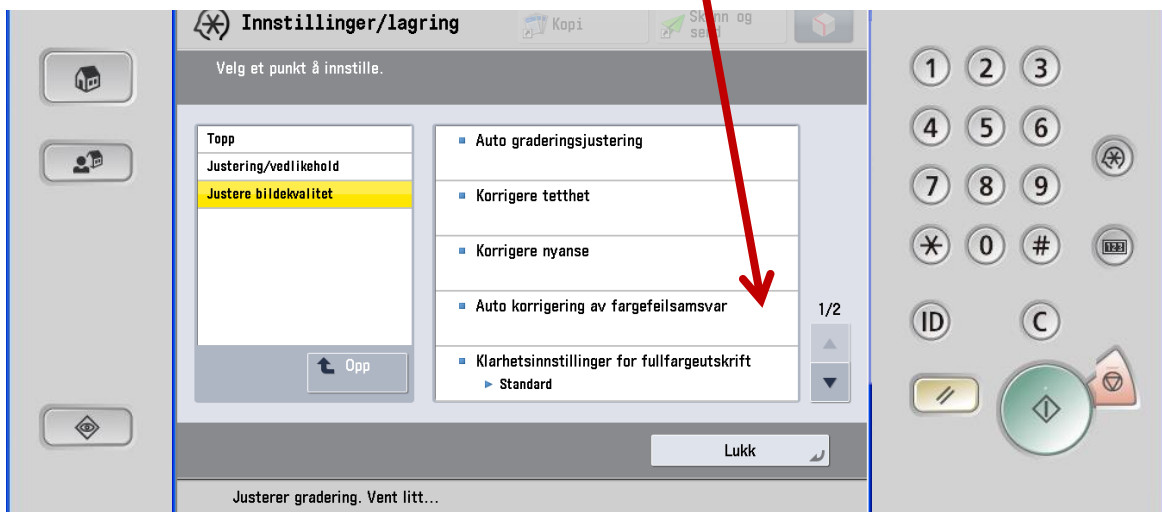 Innstillinger/lagring
Kopi
Skann og
send
Velg et punkt å innstille.
Topp
Justering/vedlikehold
Justere bildekvalitet
Opp
Auto graderingsjustering
Korrigere tetthet
Korrigere nyanse
Auto korrigering av fargefeilsamsvar
Klarhetsinnstillinger for fullfargeutskrift
Standard
1/2
Lukk
Justerer gradering. Vent litt...
1 2 3
4 5 6
7 8 9
* 0 #
ID C
123